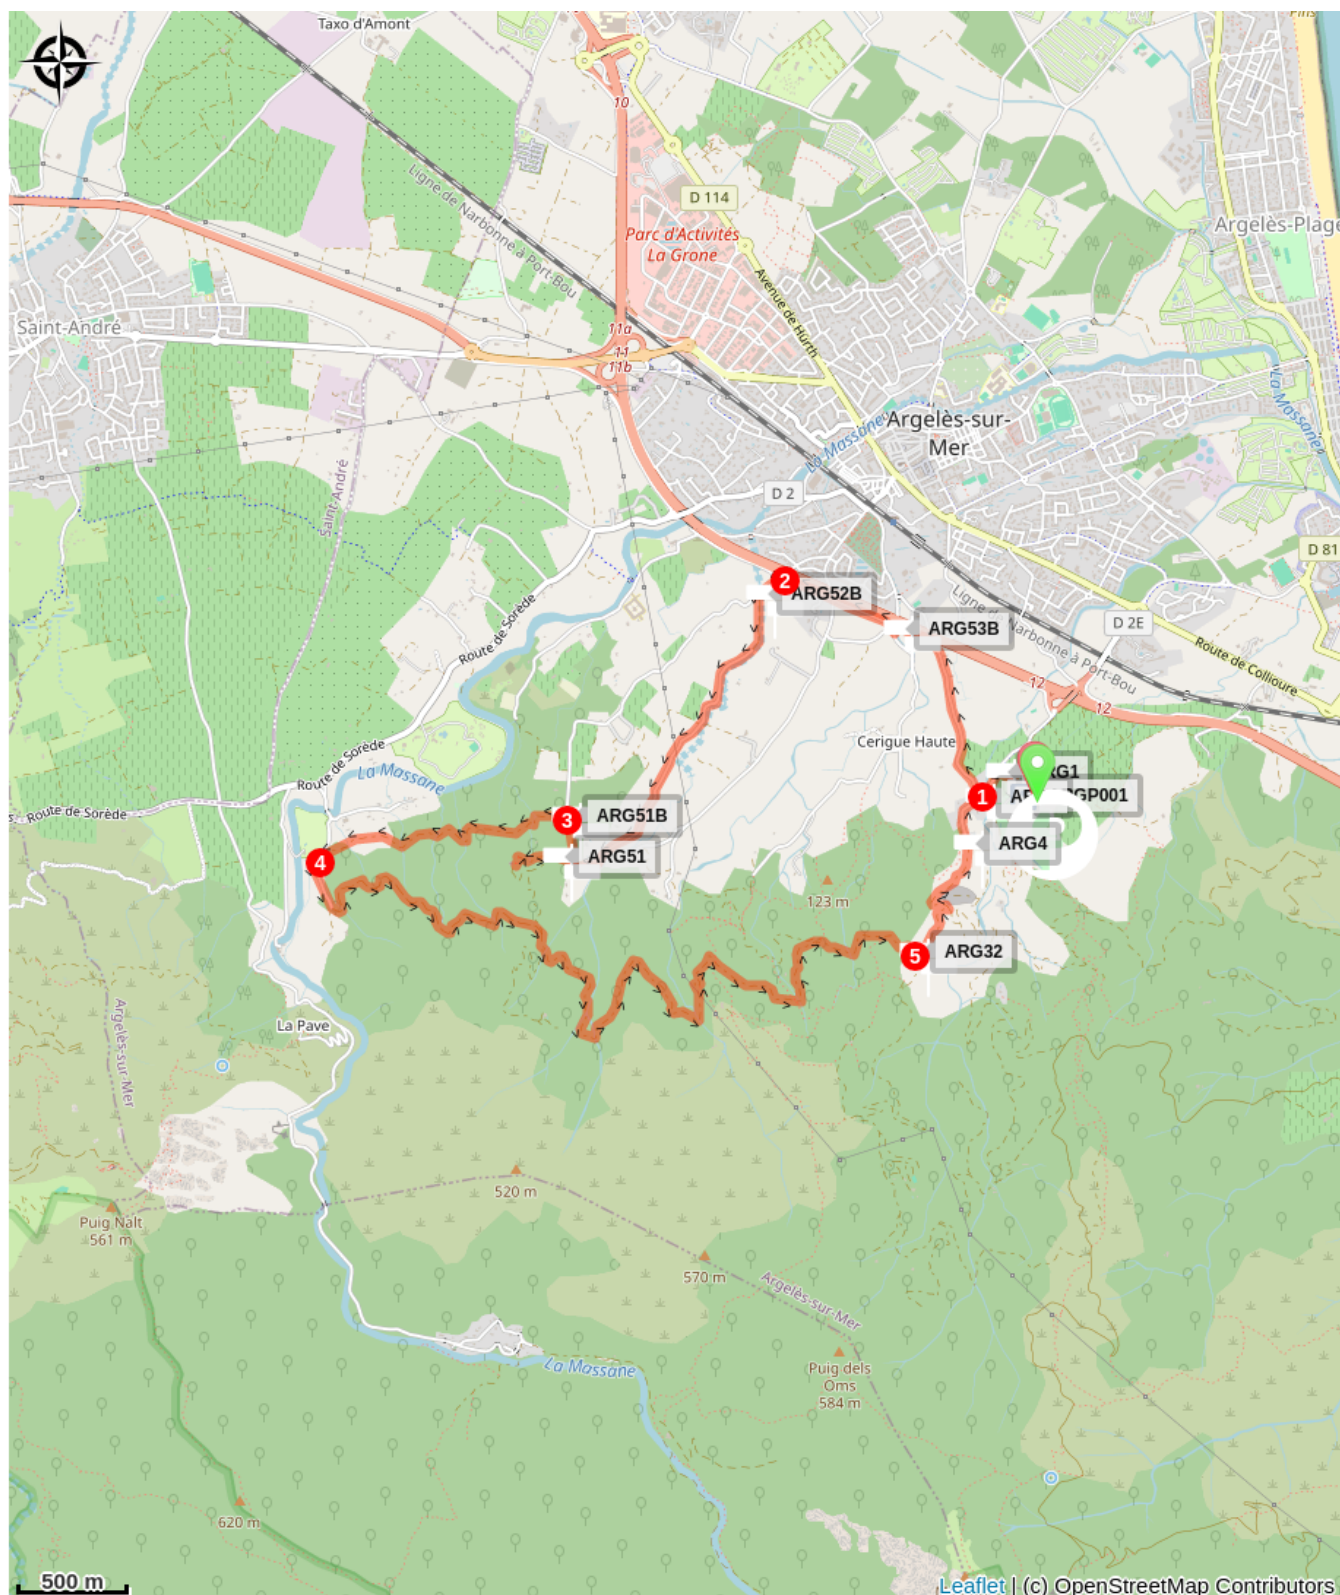 Taxo d'Amont
Pins
10
Ligne de Narbonne à Port-Bou
D 114
Parc d'Activités
La Grone
Avenue de Hürth
Argelès-Plage
Saint-André
11a
11
11b
La Massane
Argelès-sur-
Mer
La Massane
Saint-André
D 2
D 81
2
ARG52B
ARG53B
Ligne de Narbonne à Port-Bou
D 2E
Route de Sorède
Route de Collioure
12
12
Cerigue Haute
Route de Sorède
La Massane
Route de Sorède
1
3
ARG51B
ARG51
4
ARG4
123 m
5
ARG32
La Pave
Argelès-sur-Mer
520 m
Puig Nalt
561 m
570 m
Argelès-sur-Mer
La Massane
Puig dels
Oms
584 m
620 m
500 m
Leaflet | (c) OpenStreetMap Contributors